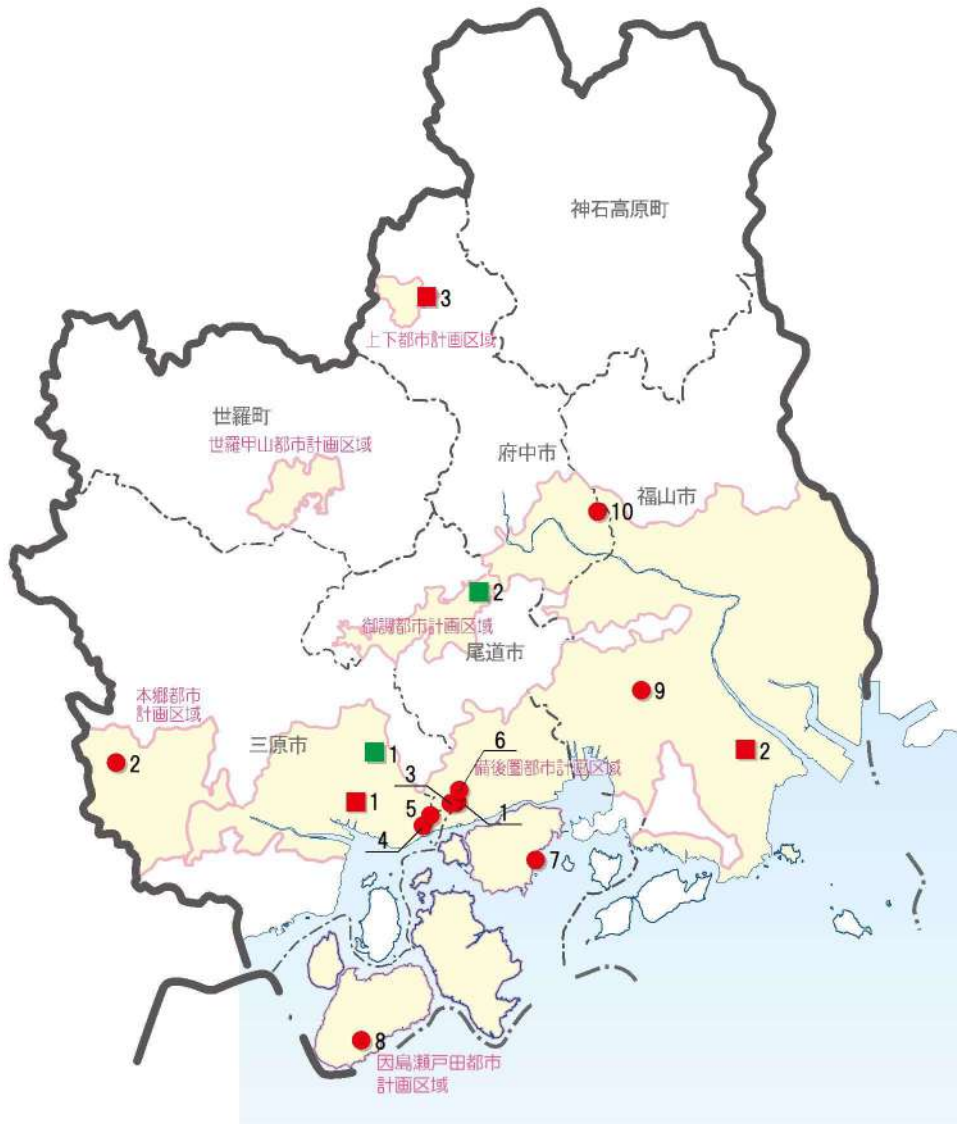 神石高原町
3
上下都市計画区域
世羅町
世羅甲山都市計画区域
府中市
福山市
10
2
御調都市計画区域
尾道市
本郷都市
計画区域
9
三原市
6
2
1
備後圏都市計画区域
2
3
1
5
1
4
7
8
因島瀬戸田都市
計画区域